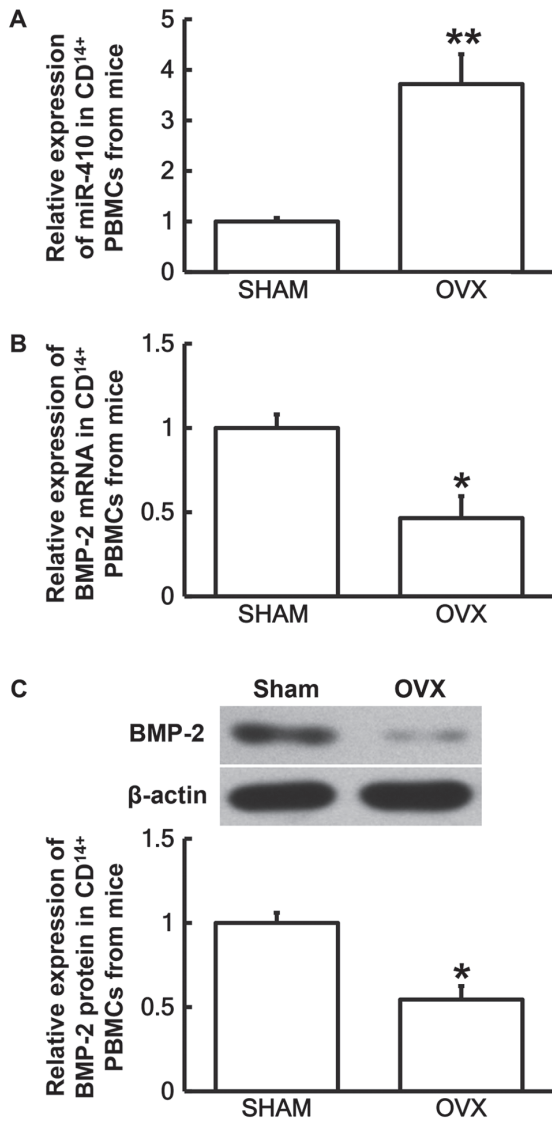 A
Relative expression
of miR-410 in CD14+
PBMCs from mice
5
4
3
2
1
0
**
SHAM OVX
B
Relative expression of
BMP-2 mRNA in CD14+
PBMCs from mice
1.5
1
0.5
0
*
SHAM OVX
C
Sham OVX
BMP-2
β-actin
Relative expression of
BMP-2 protein in CD14+
PBMCs from mice
1.5
1
0.5
0
*
SHAM OVX